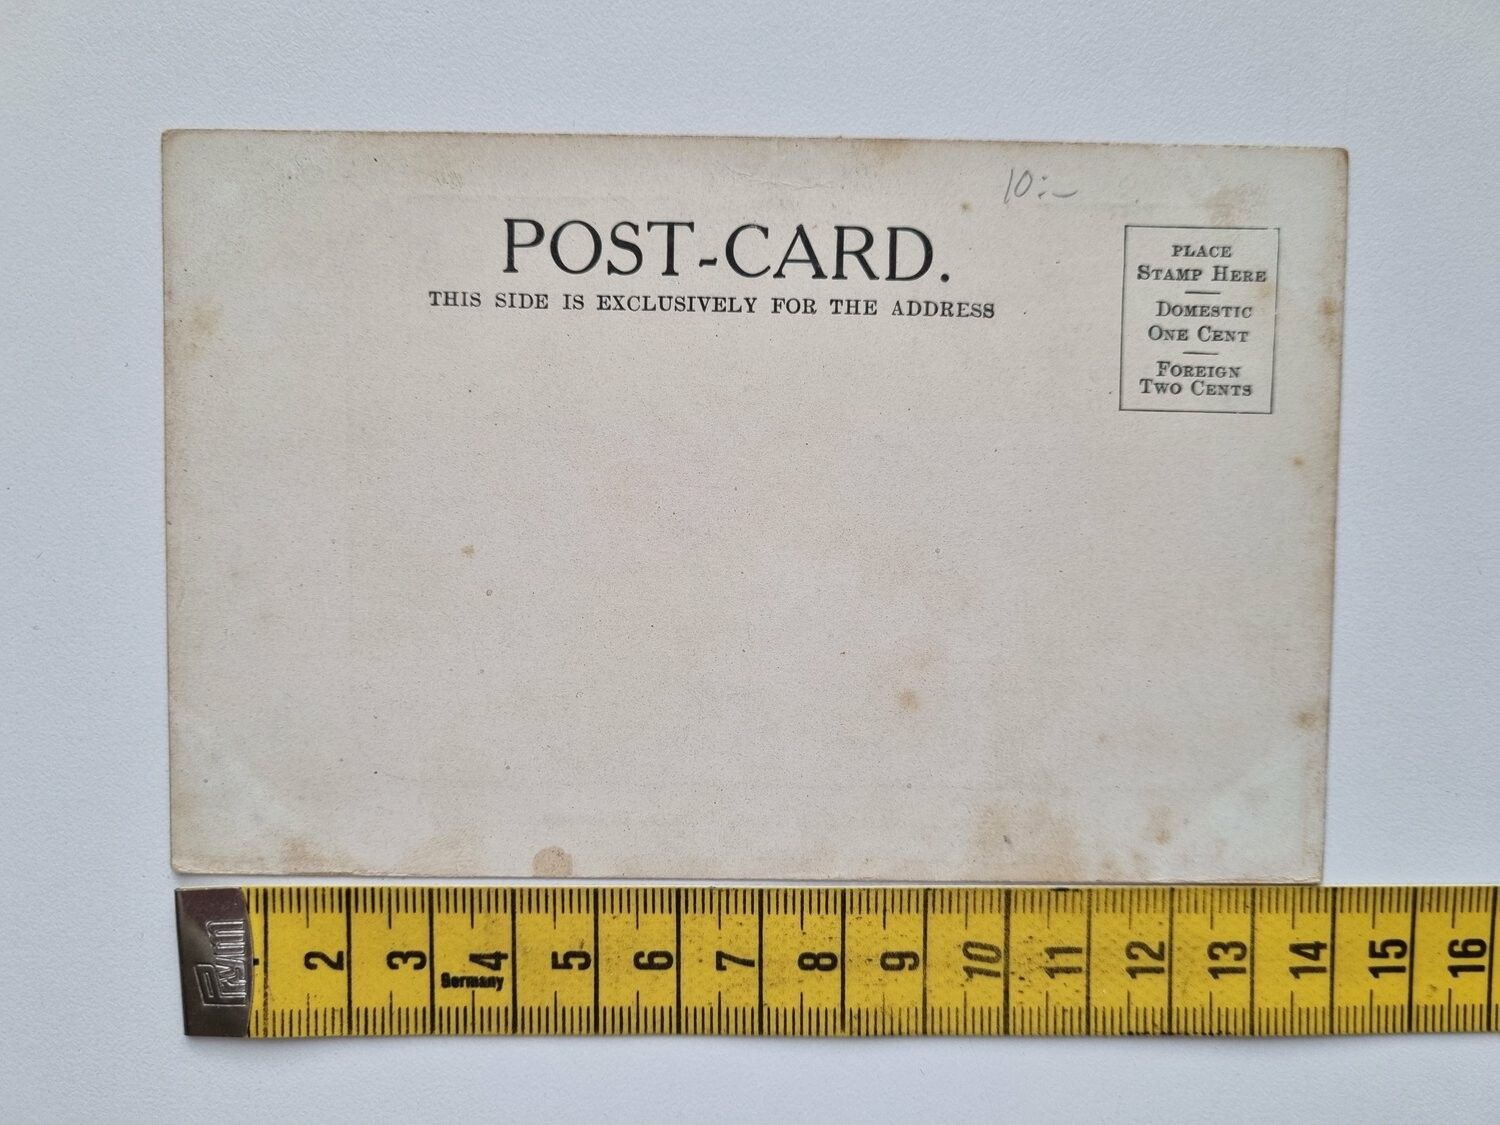 10:-
POST-CARD.
THIS SIDE IS EXCLUSIVELY FOR THE ADDRESS
PLACE
STAMP HERE
DOMESTIC
ONE CENT
FOREIGN
TWO CENTS
Prym
2 3 4 5 6 7 8 9 10 11 12 13 14 15 16
Germany